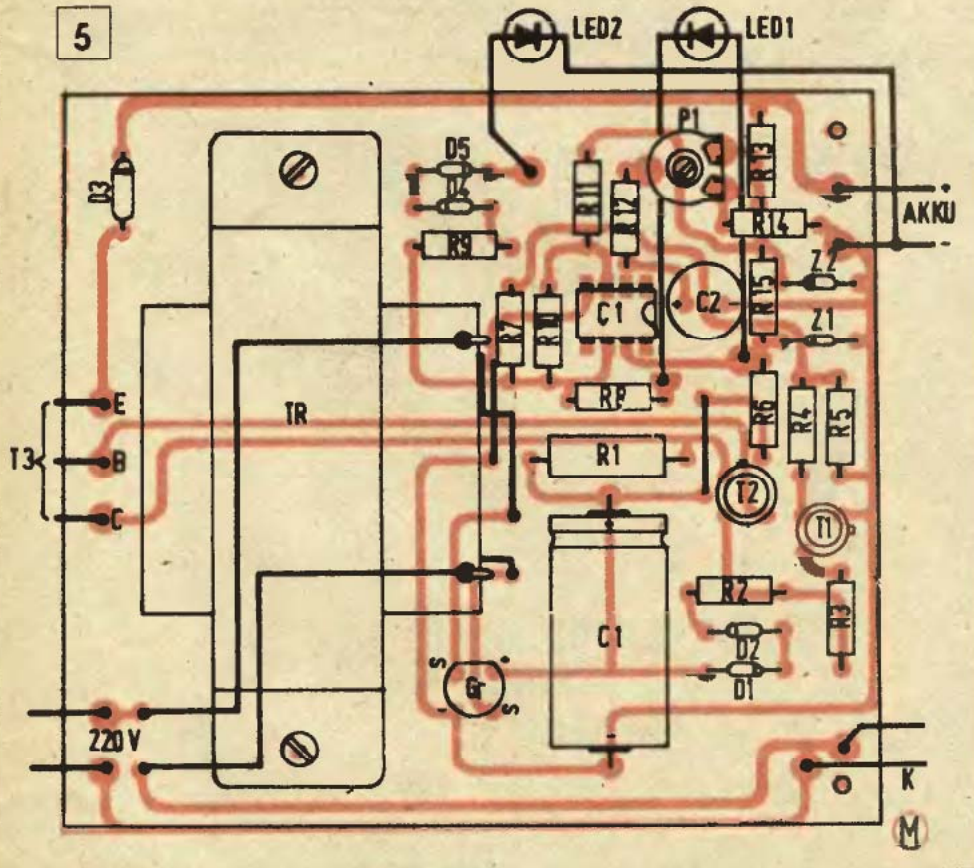 5
LED2
LED1
P1
D5
D4
D3
R9
R11
R12
R13
R14
+
AKKU
-
Z2
Z1
R7
R10
C1
+
C2
R15
E
T3
B
C
TR
R8
R6
R4
R5
R1
T2
T1
R2
R3
C1
D2
D1
S
+
Gr
-
S
220V
K
M